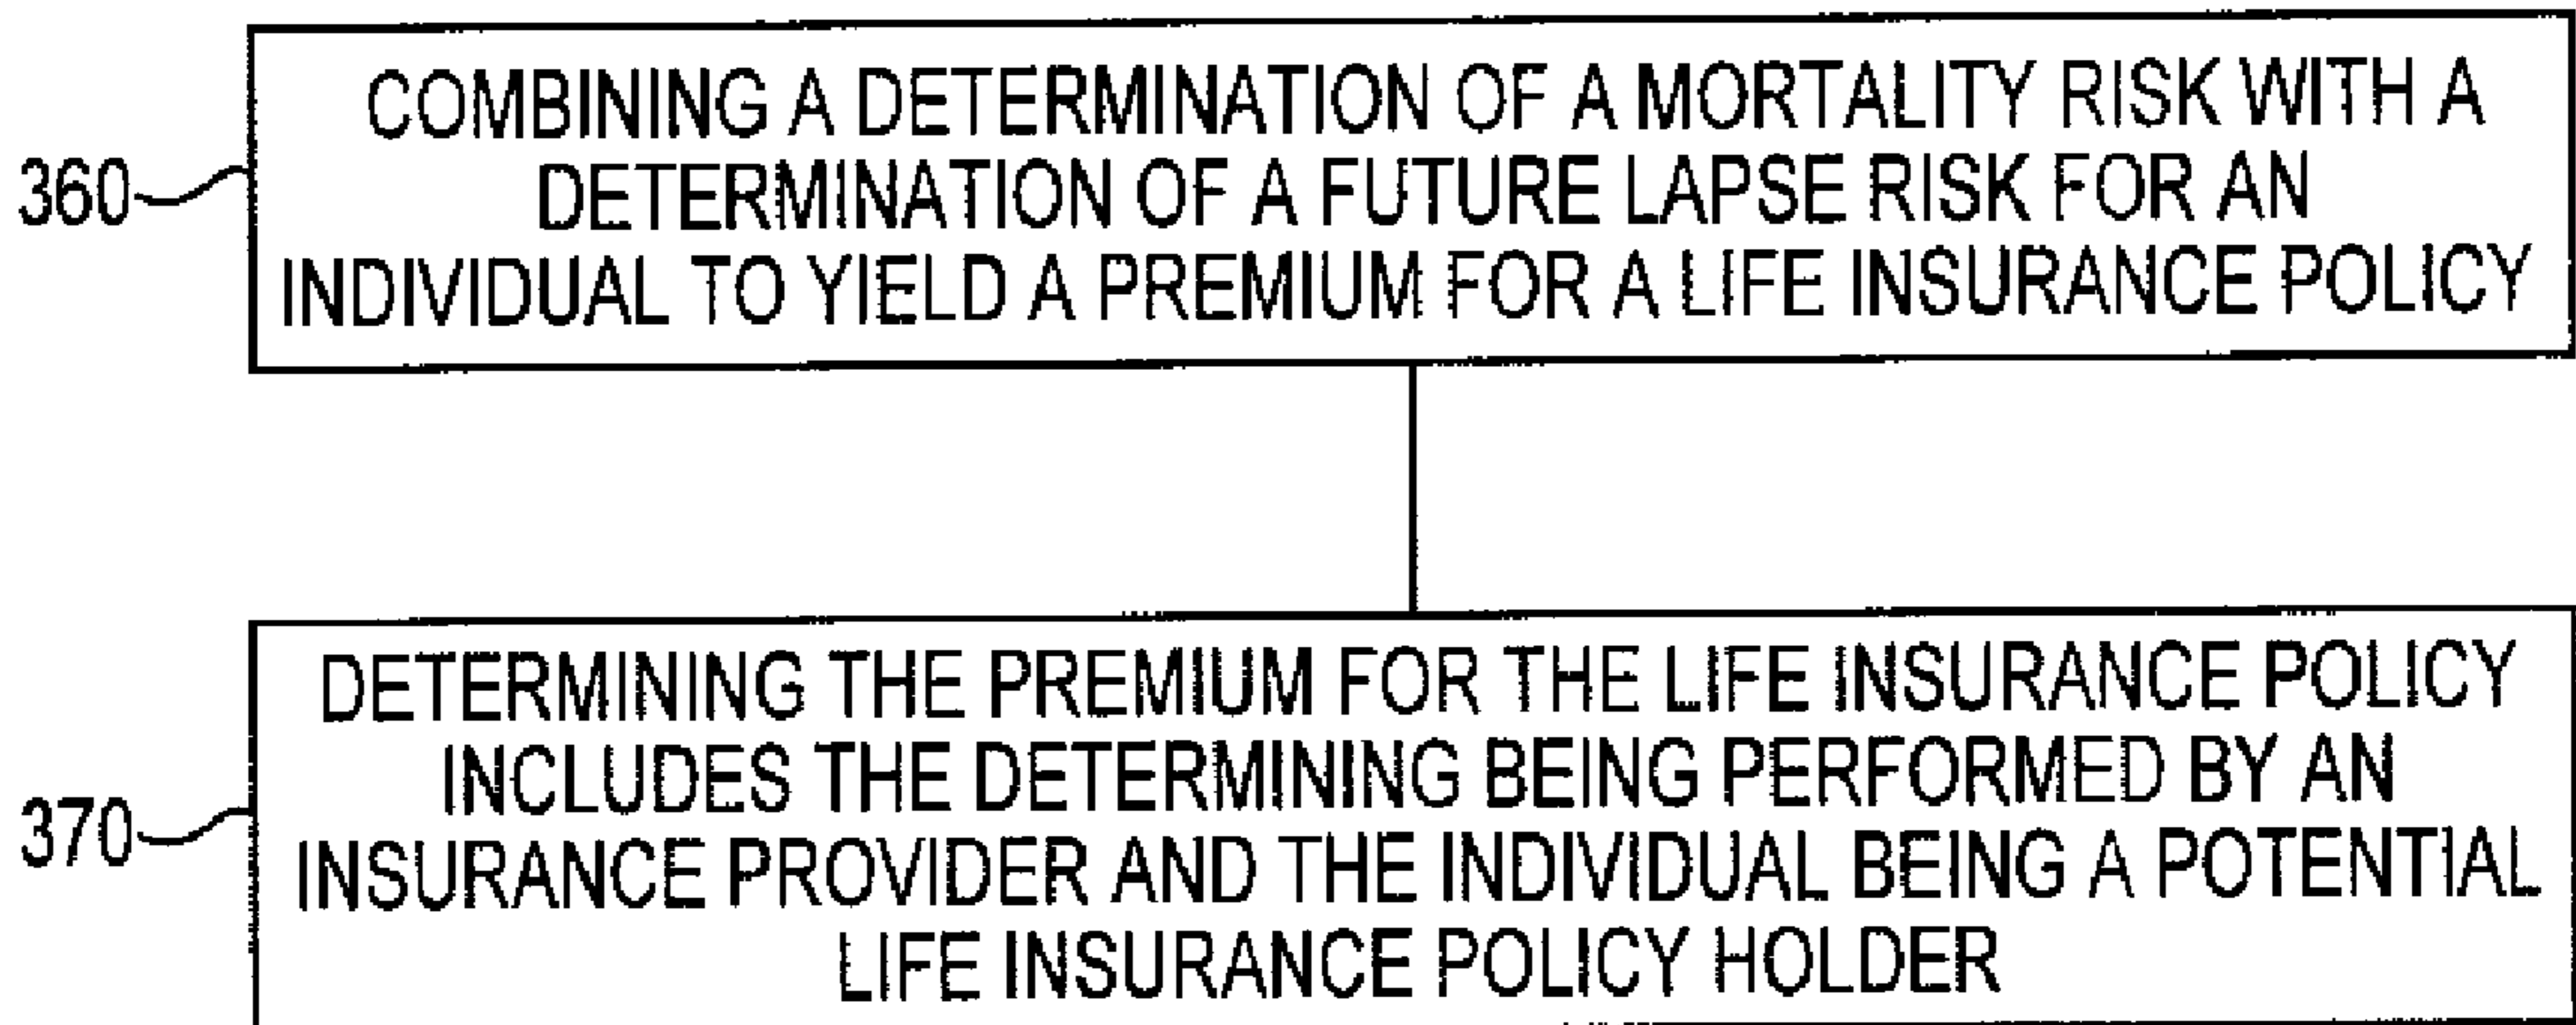 COMBINING A DETERMINATION OF A MORTALITY RISK WITH A
360
DETERMINATION OF A FUTURE LAPSE RISK FOR AN
INDIVIDUAL TO YIELD A PREMIUM FOR A LIFE INSURANCE POLICY
DETERMINING THE PREMIUM FOR THE LIFE INSURANCE POLICY
INCLUDES THE DETERMINING BEING PERFORMED BY AN
370
INSURANCE PROVIDER AND THE INDIVIDUAL BEING A POTENTIAL
LIFE INSURANCE POLICY HOLDER